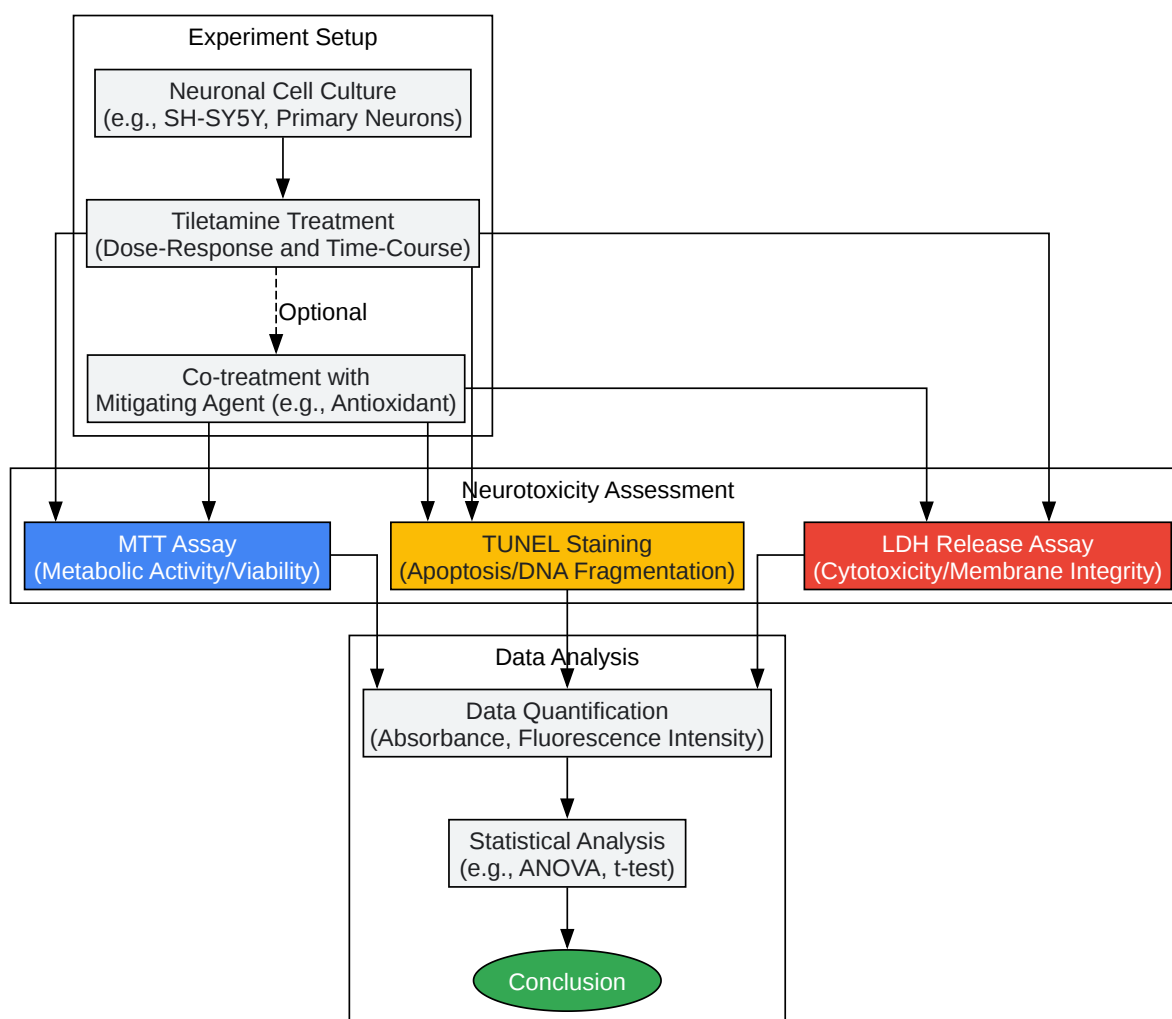 Experiment Setup
Neuronal Cell Culture
(e.g., SH-SY5Y, Primary Neurons)
Tiletamine Treatment
(Dose-Response and Time-Course)
Optional
Co-treatment with
Mitigating Agent (e.g., Antioxidant)
Neurotoxicity Assessment
MTT Assay
(Metabolic Activity/Viability)
TUNEL Staining
(Apoptosis/DNA Fragmentation)
LDH Release Assay
(Cytotoxicity/Membrane Integrity)
Data Analysis
Data Quantification
(Absorbance, Fluorescence Intensity)
Statistical Analysis
(e.g., ANOVA, t-test)
Conclusion